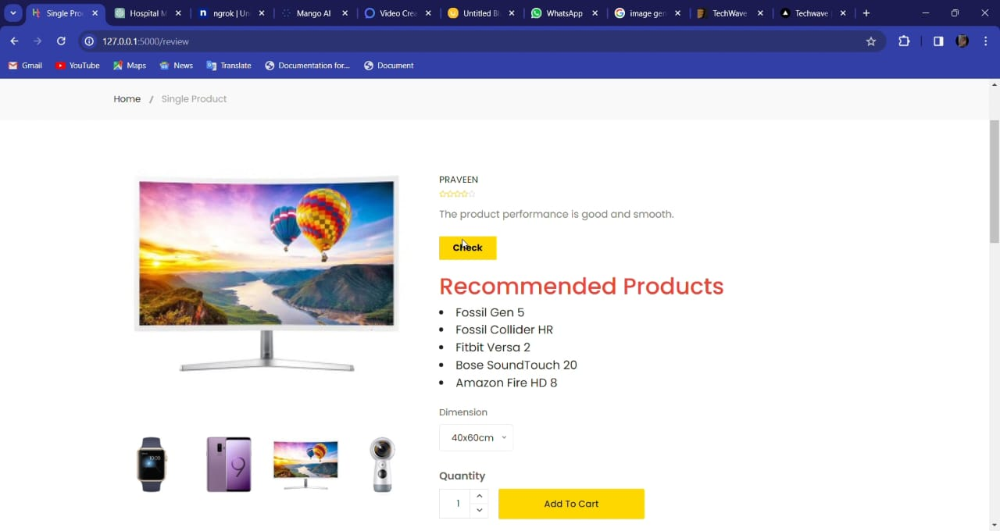 Single Pro
Hospital M
ngrok | Un
Mango AI
Video Crea
Untitled Bl
WhatsApp
image gen
TechWave
Techwave
127.0.0.1:5000/review
Gmail
YouTube
Maps
News
Translate
Documentation for...
Document
Home / Single Product
PRAVEEN
The product performance is good and smooth.
Check
Recommended Products
Fossil Gen 5
Fossil Collider HR
Fitbit Versa 2
Bose SoundTouch 20
Amazon Fire HD 8
Dimension
40x60cm
Quantity
1
Add To Cart